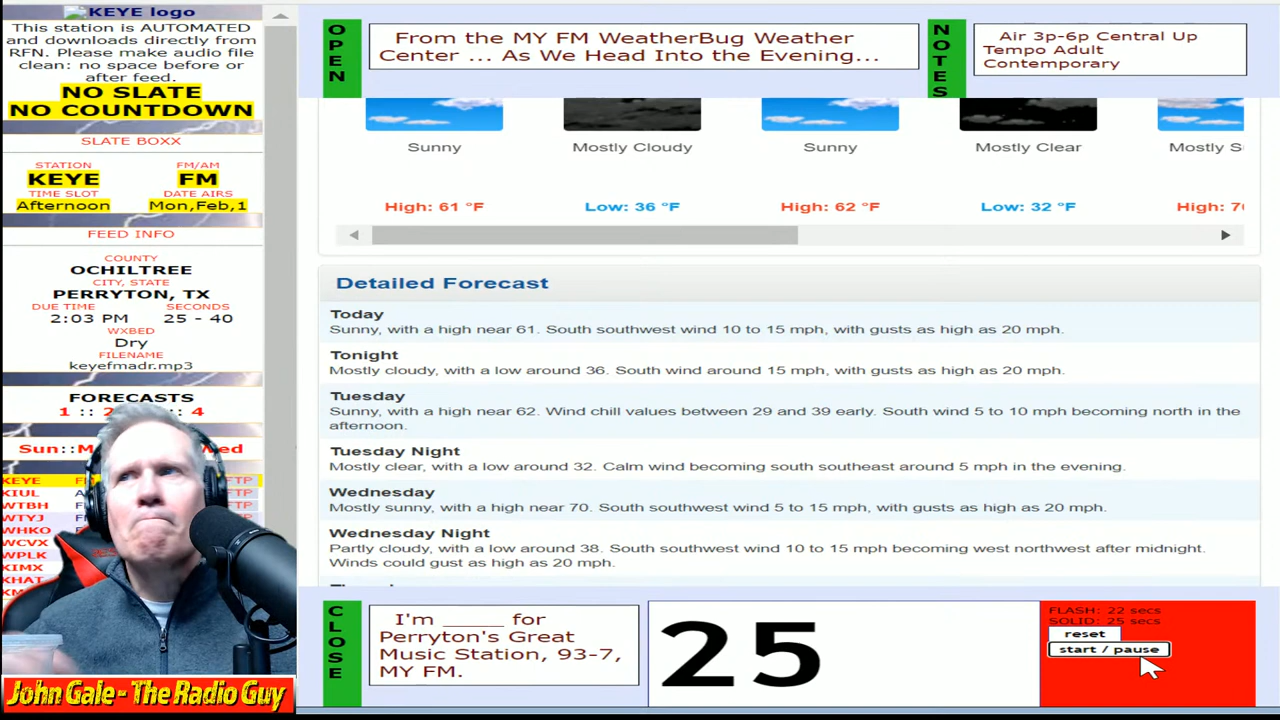 KEYE logo
This station is AUTOMATED
and downloads directly from
RFN. Please make audio file
clean: no space before or
after feed.
NO SLATE
NO COUNTDOWN
SLATE BOXX
STATION FM/AM
KEYE FM
TIME SLOT DATE AIRS
Afternoon Mon,Feb,1
FEED INFO
COUNTY
OCHILTREE
CITY, STATE
PERRYTON, TX
DUE TIME SECONDS
2:03 PM 25 - 40
WXBED
Dry
FILENAME
keyefmadr.mp3
FORECASTS
1 :: 2 :: 4
Sun::M ed
KEYE F FTP
KIUL A TP
WTBH F TP
WTYJ
WHKO
WCVX
WPLK
KIMX
KHAT
John Gale - The Radio Guy
OPEN
From the MY FM WeatherBug Weather
Center ... As We Head Into the Evening...
NOTES
Air 3p-6p Central Up
Tempo Adult
Contemporary
Sunny Mostly Cloudy Sunny Mostly Clear Mostly S
High: 61 °F Low: 36 °F High: 62 °F Low: 32 °F High: 7
Detailed Forecast
Today
Sunny, with a high near 61. South southwest wind 10 to 15 mph, with gusts as high as 20 mph.
Tonight
Mostly cloudy, with a low around 36. South wind around 15 mph, with gusts as high as 20 mph.
Tuesday
Sunny, with a high near 62. Wind chill values between 29 and 39 early. South wind 5 to 10 mph becoming north in the
afternoon.
Tuesday Night
Mostly clear, with a low around 32. Calm wind becoming south southeast around 5 mph in the evening.
Wednesday
Mostly sunny, with a high near 70. South southwest wind 5 to 15 mph, with gusts as high as 20 mph.
Wednesday Night
Partly cloudy, with a low around 38. South southwest wind 10 to 15 mph becoming west northwest after midnight.
Winds could gust as high as 20 mph.
CLOSE
I'm _____ for
Perryton's Great
Music Station, 93-7,
MY FM.
25
FLASH: 22 secs
SOLID: 25 secs
reset
start / pause